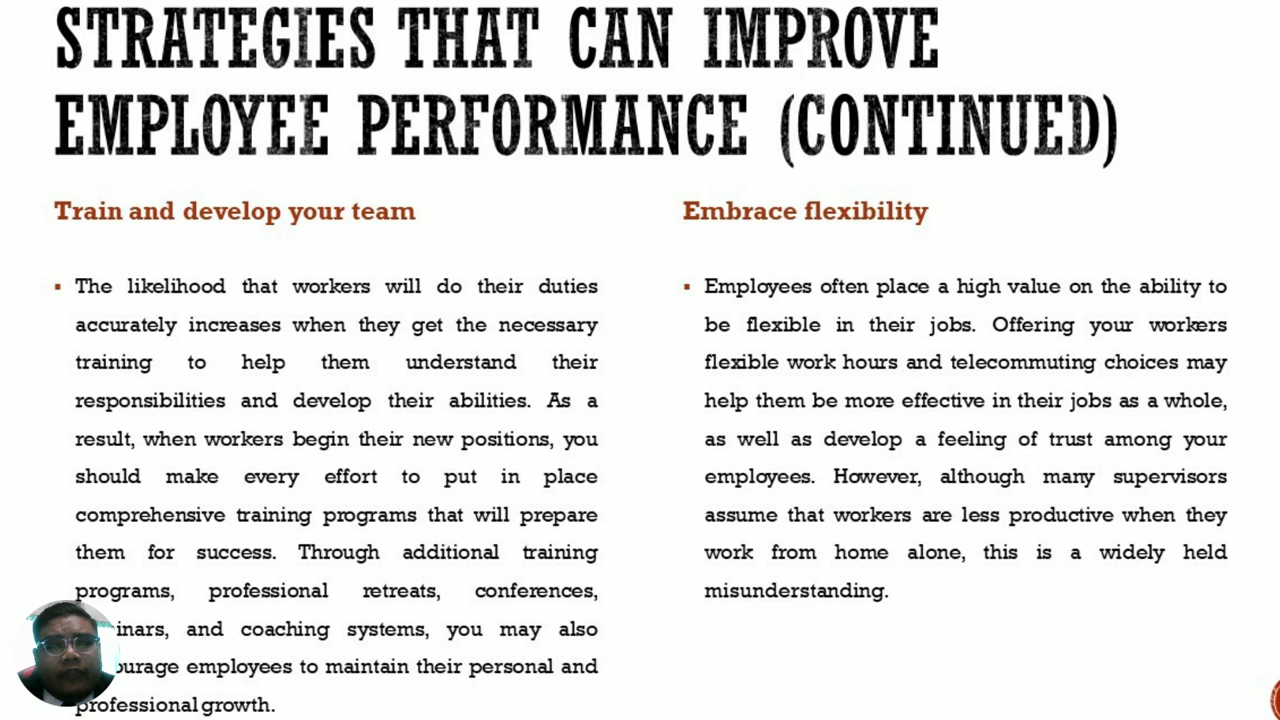 STRATEGIES THAT CAN IMPROVE
EMPLOYEE PERFORMANCE (CONTINUED)
Train and develop your team
The likelihood that workers will do their duties
accurately increases when they get the necessary
training to help them understand their
responsibilities and develop their abilities. As a
result, when workers begin their new positions, you
should make every effort to put in place
comprehensive training programs that will prepare
them for success. Through additional training
programs, professional retreats, conferences,
and coaching systems, you may also
employees to maintain their personal and
professional growth.
Embrace flexibility
Employees often place a high value on the ability to
be flexible in their jobs. Offering your workers
flexible work hours and telecommuting choices may
help them be more effective in their jobs as a whole,
as well as develop a feeling of trust among your
employees. However, although many supervisors
assume that workers are less productive when they
work from home alone, this is a widely held
misunderstanding.